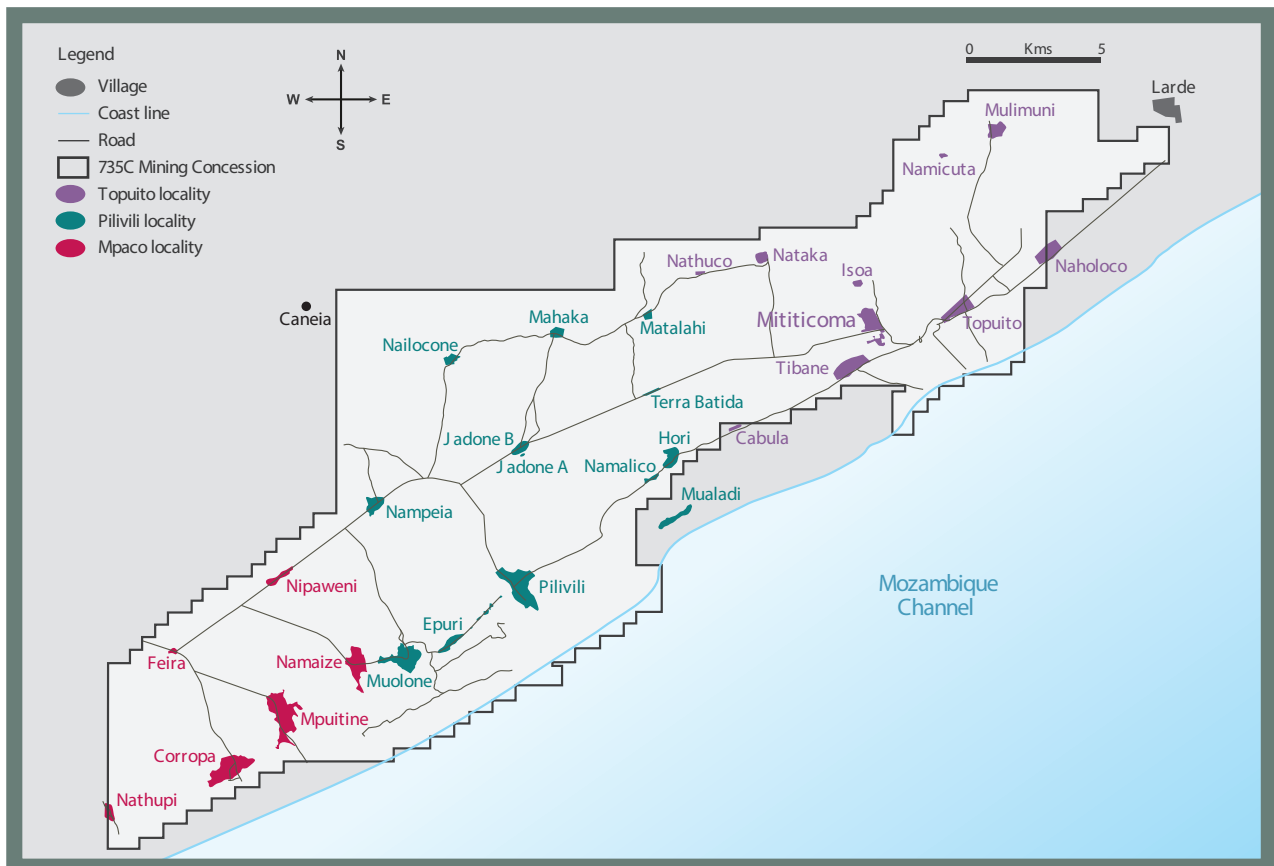 Legend
Village
Coast line
Road
735C Mining Concession
Topuito locality
Pilivili locality
Mpaco locality
N
W
E
S
0 Kms 5
Larde
Mulimuni
Namicuta
Nathuco
Nataka
Isoa
Naholoco
Caneia
Mahaka
Matalahi
Mititicoma
Topuito
Nailocone
Tibane
Terra Batida
Jadone B
Jadone A
Hori
Cabula
Namalico
Mualadi
Nampeia
Nipaweni
Pilivili
Mozambique
Channel
Epuri
Feira
Namaize
Muolone
Mpuitine
Corropa
Nathupi